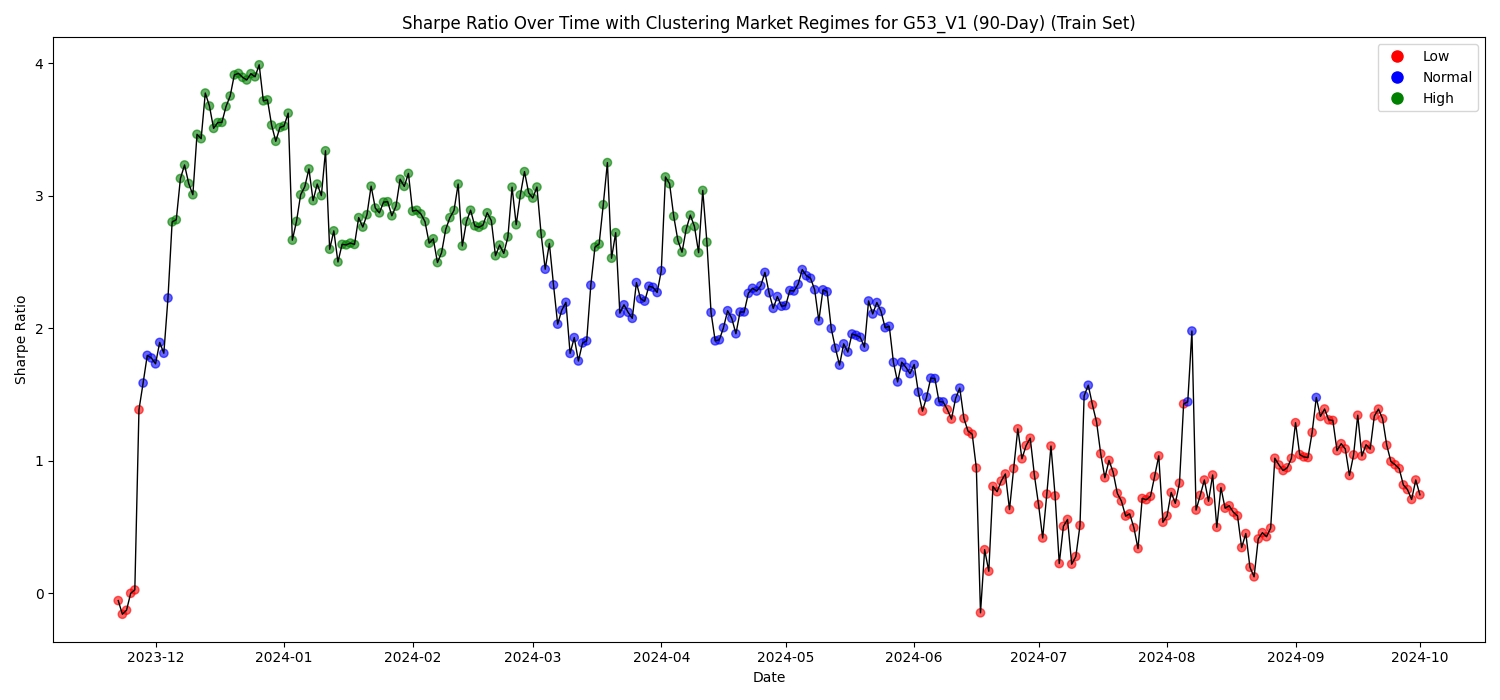 Sharpe Ratio Over Time with Clustering Market Regimes for G53_V1 (90-Day) (Train Set)
Low
Normal
High
Sharpe Ratio
4
3
2
1
0
2023-12
2024-01
2024-02
2024-03
2024-04
2024-05
2024-06
2024-07
2024-08
2024-09
2024-10
Date